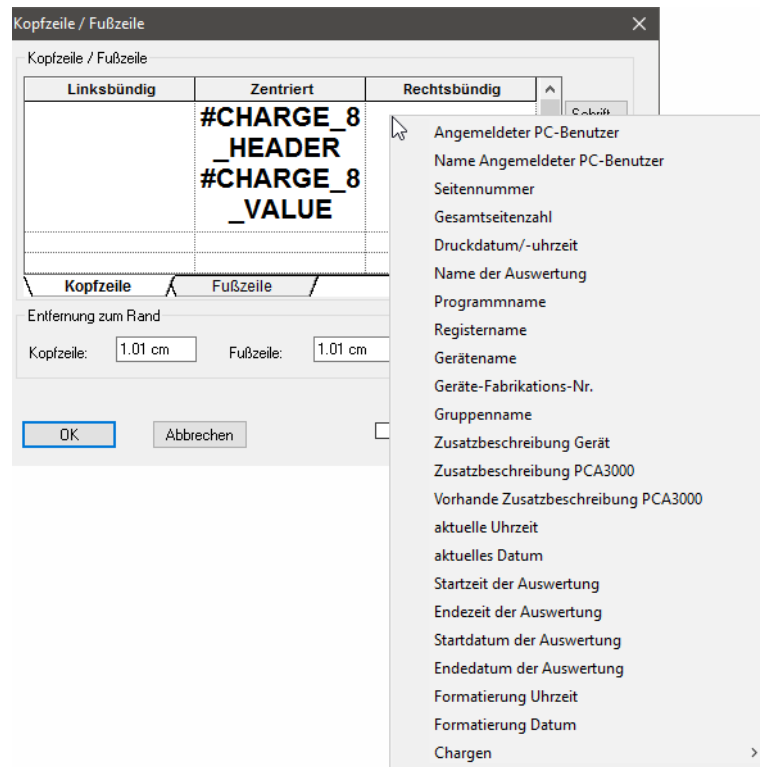 Kopfzeile / Fußzeile
Kopfzeile / Fußzeile
Linksbündig Zentriert Rechtsbündig
#CHARGE_8
_HEADER
#CHARGE_8
_VALUE
Schrift
Kopfzeile Fußzeile
Entfernung zum Rand
Kopfzeile: 1.01 cm Fußzeile: 1.01 cm
OK Abbrechen
Angemeldeter PC-Benutzer
Name Angemeldeter PC-Benutzer
Seitennummer
Gesamtseitenzahl
Druckdatum/-uhrzeit
Name der Auswertung
Programmname
Registername
Gerätename
Geräte-Fabrikations-Nr.
Gruppenname
Zusatzbeschreibung Gerät
Zusatzbeschreibung PCA3000
Vorhande Zusatzbeschreibung PCA3000
aktuelle Uhrzeit
aktuelles Datum
Startzeit der Auswertung
Endezeit der Auswertung
Startdatum der Auswertung
Endedatum der Auswertung
Formatierung Uhrzeit
Formatierung Datum
Chargen